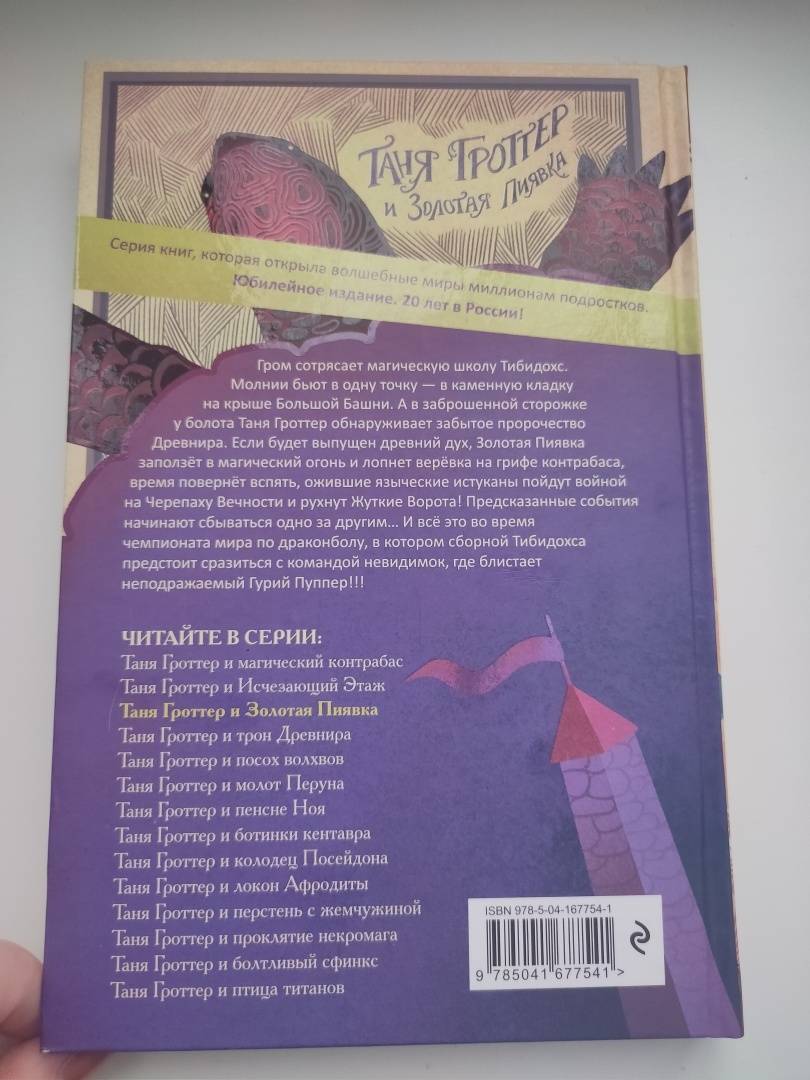 Таня Гроттер
и Золотая Пиявка
Серия книг, которая открыла волшебные миры миллионам подростков.
Юбилейное издание. 20 лет в России!
Гром сотрясает магическую школу Тибидохс.
Молнии бьют в одну точку — в каменную кладку
на крыше Большой Башни. А в заброшенной сторожке
у болота Таня Гроттер обнаруживает забытое пророчество
Древнира. Если будет выпущен древний дух, Золотая Пиявка
заползёт в магический огонь и лопнет верёвка на грифе контрабаса,
время повернёт вспять, ожившие языческие истуканы пойдут войной
на Черепаху Вечности и рухнут Жуткие Ворота! Предсказанные события
начинают сбываться одно за другим... И всё это во время
чемпионата мира по драконболу, в котором сборной Тибидохса
предстоит сразиться с командой невидимок, где блистает
неподражаемый Гурий Пуппер!!!
ЧИТАЙТЕ В СЕРИИ:
Таня Гроттер и магический контрабас
Таня Гроттер и Исчезающий Этаж
Таня Гроттер и Золотая Пиявка
Таня Гроттер и трон Древнира
Таня Гроттер и посох волхвов
Таня Гроттер и молот Перуна
Таня Гроттер и пенсне Ноя
Таня Гроттер и ботинки кентавра
Таня Гроттер и колодец Посейдона
Таня Гроттер и локон Афродиты
Таня Гроттер и перстень с жемчужиной
Таня Гроттер и проклятие некромага
Таня Гроттер и болтливый сфинкс
Таня Гроттер и птица титанов
ISBN 978-5-04-167754-1
9 785041 677541 >